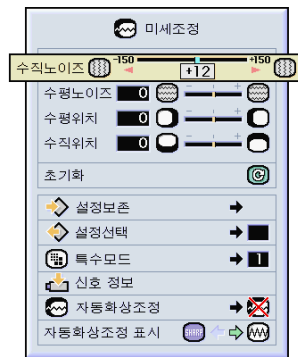 미세조정
수직노이즈 -150 +12 +150
수평노이즈 0 - +
수평위치 0 - +
수직위치 0 - +
초기화
설정보존
설정선택
특수모드 1
신호 정보
자동화상조정
자동화상조정 표시 SHARP